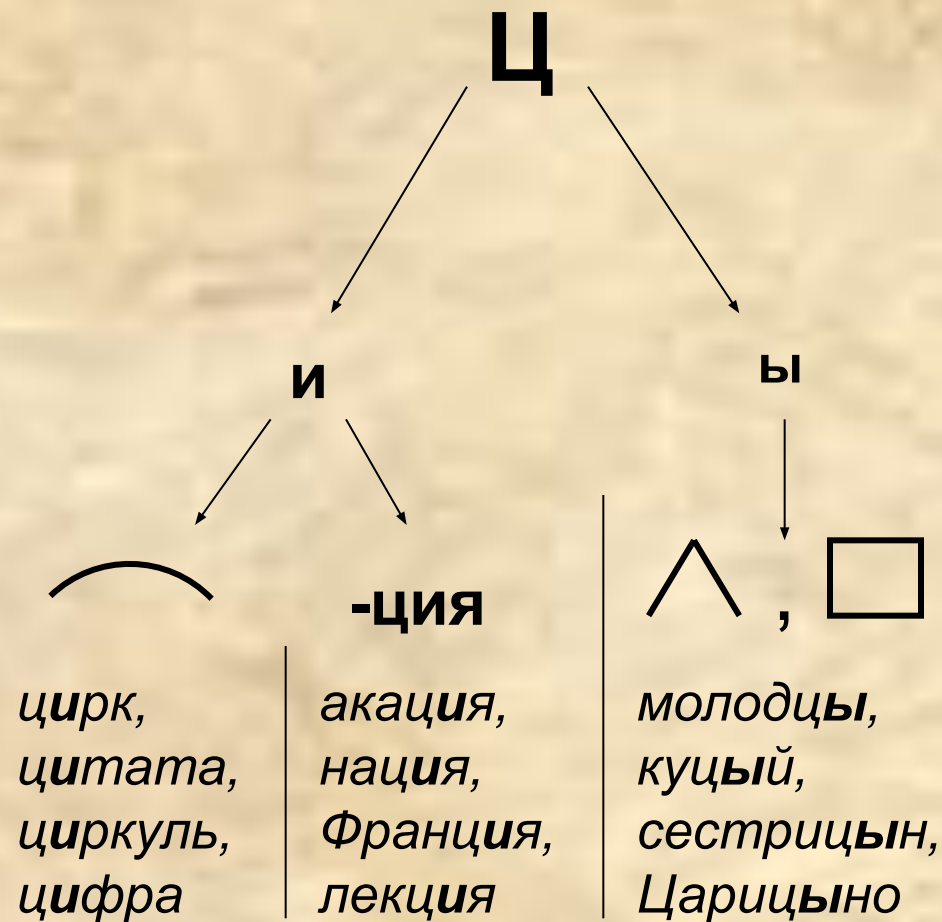 Ц
и
ы
-ция
,
цирк,
цитата,
циркуль,
цифра
акация,
нация,
Франция,
лекция
молодцы,
куцый,
сестрицын,
Царицыно